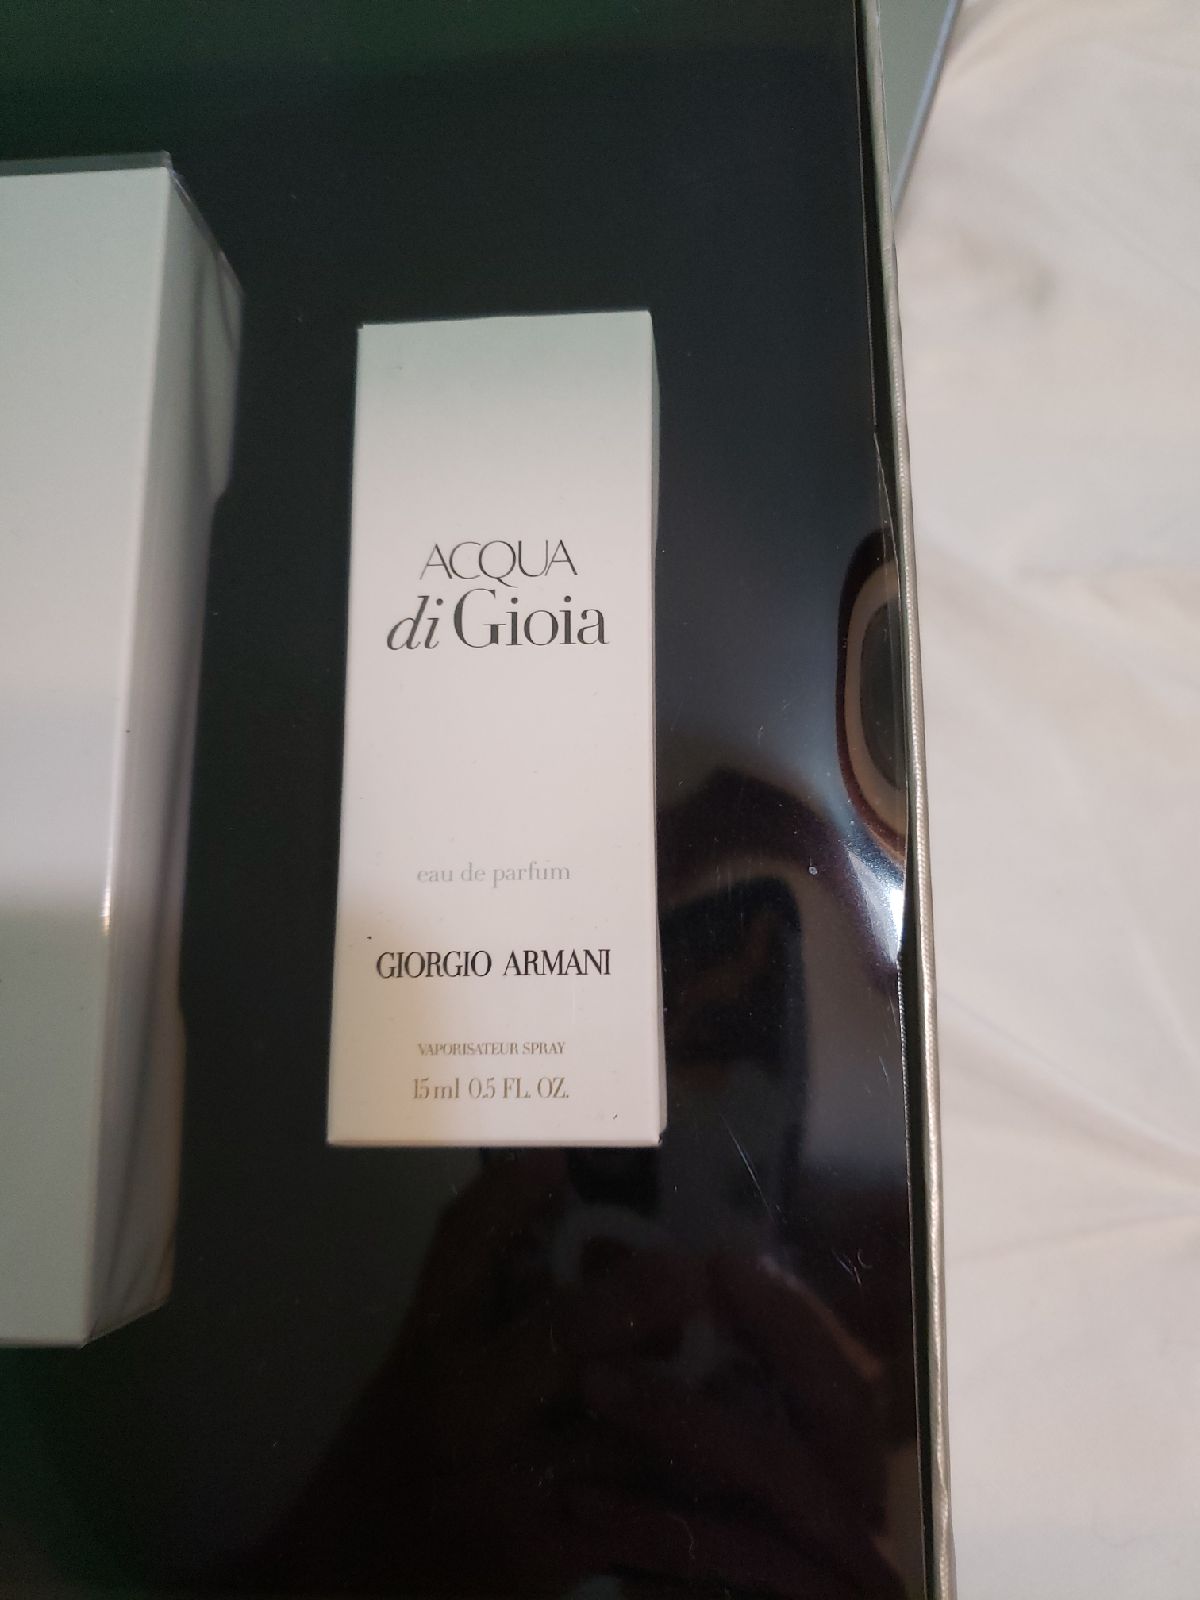 ACQUA
di Gioia
eau de parfum
GIORGIO ARMANI
VAPORISATEUR SPRAY
15 ml 0.5 FL. OZ.